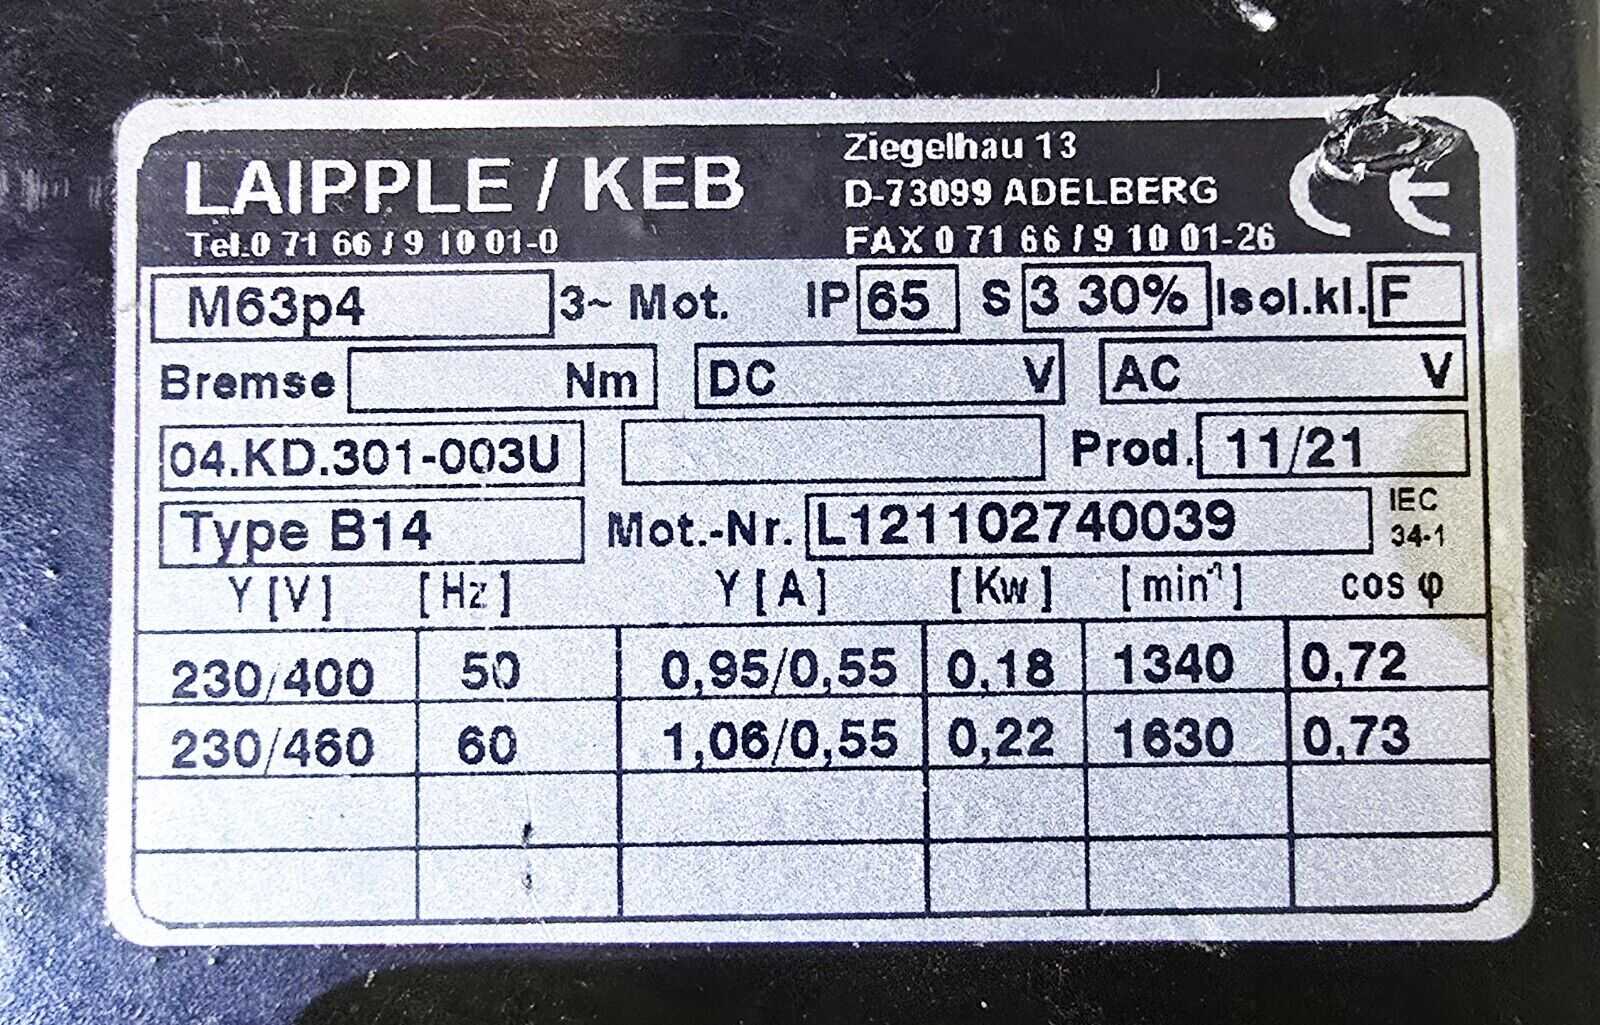 LAIPPLE / KEB
Tel.0 71 66 / 9 10 01-0
Ziegelhau 13
D-73099 ADELBERG
FAX 0 71 66 / 9 10 01-26
CE
M63p4 3~ Mot. IP 65 S 3 30% Isol.kl. F
Bremse Nm DC V AC V
04.KD.301-003U Prod. 11/21
Type B14 Mot.-Nr. L121102740039 IEC 34-1
Y [V] [Hz] Y [A] [Kw] [min⁻¹] cos φ
230/400 50 0,95/0,55 0,18 1340 0,72
230/460 60 1,06/0,55 0,22 1630 0,73